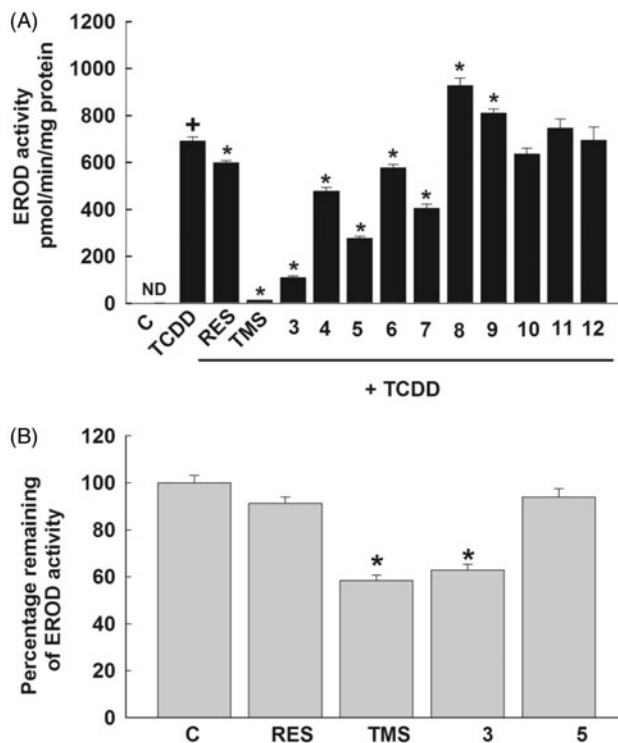 (A)
EROD activity
pmol/min/mg protein
1200
1000
800
600
400
200
0
ND
+
*
*
*
*
*
*
*
*
*
C
TCDD
RES
TMS
3
4
5
6
7
8
9
10
11
12
+ TCDD
(B)
Percentage remaining
of EROD activity
120
100
80
60
40
20
0
*
*
C
RES
TMS
3
5